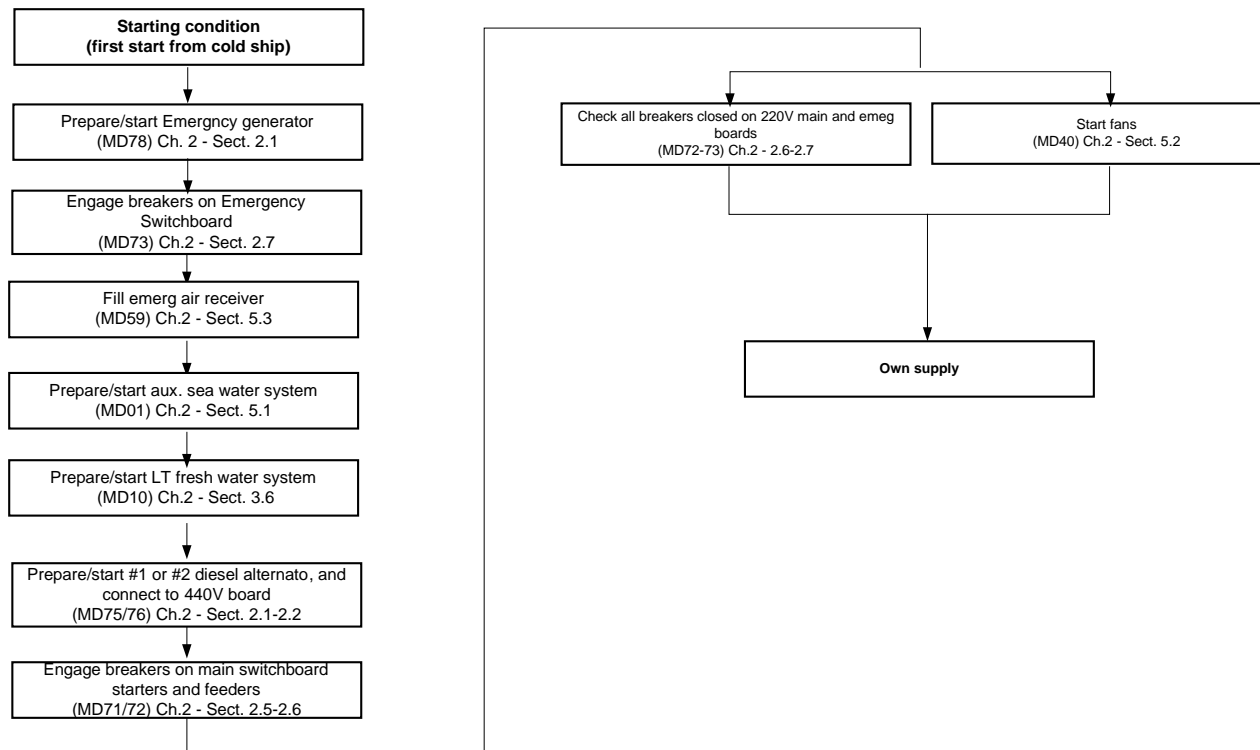 Starting condition
(first start from cold ship)
Prepare/start Emergncy generator
(MD78) Ch. 2 - Sect. 2.1
Engage breakers on Emergency
Switchboard
(MD73) Ch.2 - Sect. 2.7
Fill emerg air receiver
(MD59) Ch.2 - Sect. 5.3
Prepare/start aux. sea water system
(MD01) Ch.2 - Sect. 5.1
Prepare/start LT fresh water system
(MD10) Ch.2 - Sect. 3.6
Prepare/start #1 or #2 diesel alternato, and
connect to 440V board
(MD75/76) Ch.2 - Sect. 2.1-2.2
Engage breakers on main switchboard
starters and feeders
(MD71/72) Ch.2 - Sect. 2.5-2.6
Check all breakers closed on 220V main and emeg
boards
(MD72-73) Ch.2 - 2.6-2.7
Start fans
(MD40) Ch.2 - Sect. 5.2
Own supply